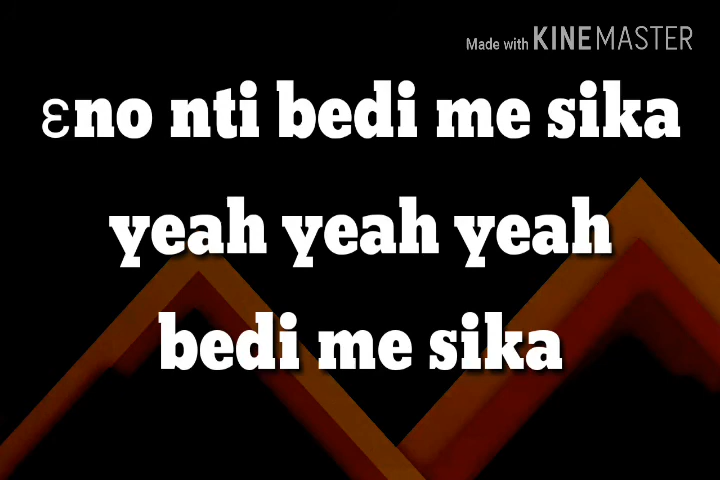 Made with KINEMASTER
ɛno nti bedi me sika
yeah yeah yeah
bedi me sika